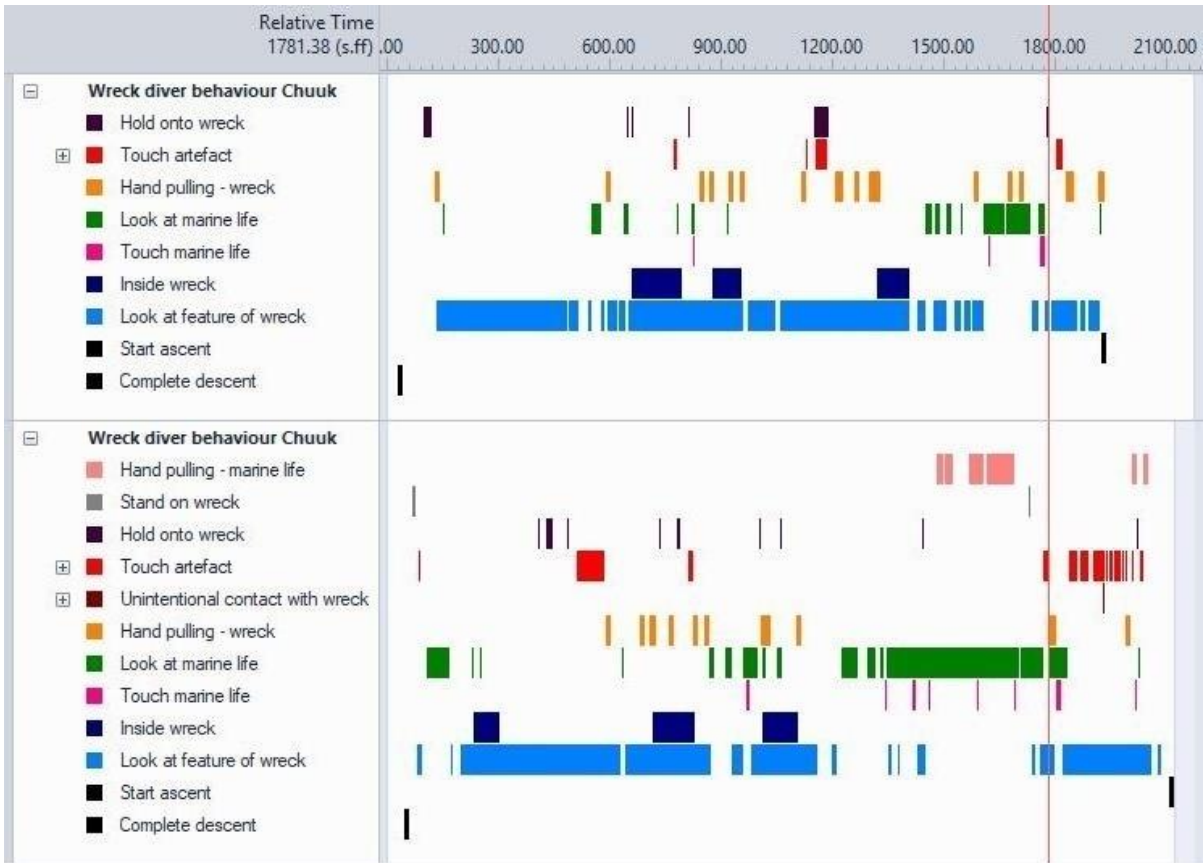 Relative Time
1781.38 (s.ff) .00 300.00 600.00 900.00 1200.00 1500.00 1800.00 2100.00
Wreck diver behaviour Chuuk
Hold onto wreck
Touch artefact
Hand pulling - wreck
Look at marine life
Touch marine life
Inside wreck
Look at feature of wreck
Start ascent
Complete descent
Wreck diver behaviour Chuuk
Hand pulling - marine life
Stand on wreck
Hold onto wreck
Touch artefact
Unintentional contact with wreck
Hand pulling - wreck
Look at marine life
Touch marine life
Inside wreck
Look at feature of wreck
Start ascent
Complete descent